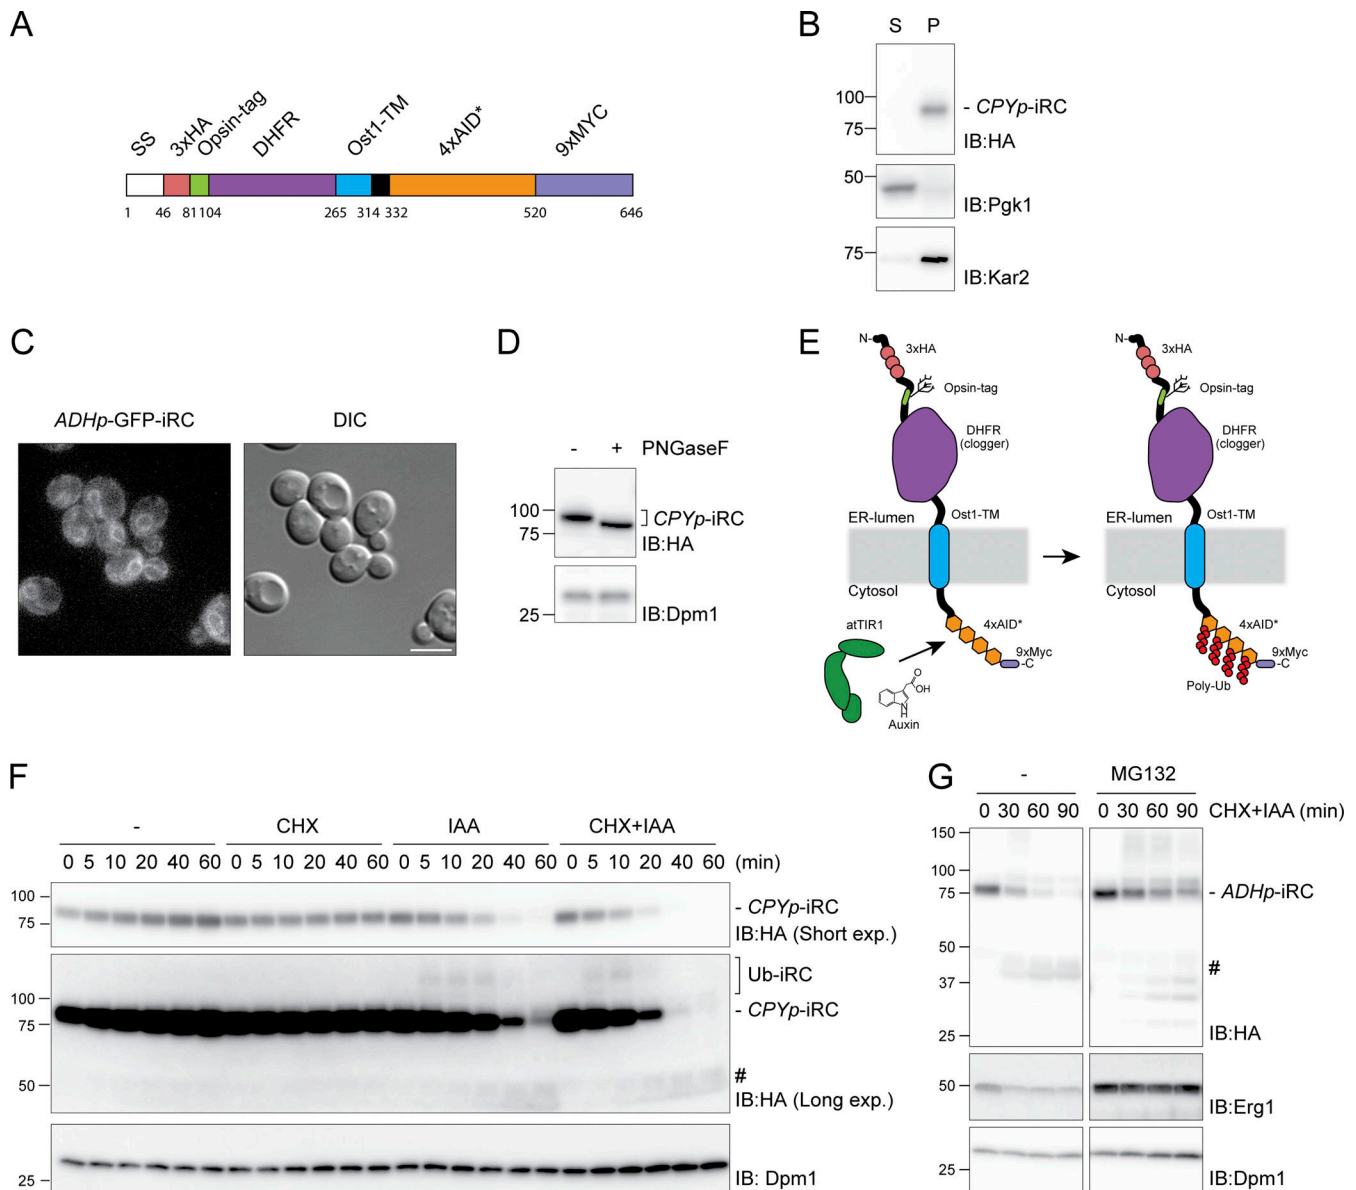 A
SS
3xHA
Opsin-tag
DHFR
Ost1-TM
4xAID*
9xMYC
1 46 81 104 265 314 332 520 646
B
S P
100
75
- CPYp-iRC
IB:HA
50
IB:Pgk1
75
IB:Kar2
C
ADHp-GFP-iRC
DIC
D
- + PNGaseF
100
75
CPYp-iRC
IB:HA
25
IB:Dpm1
E
N-
3xHA
Opsin-tag
DHFR
(clogger)
ER-lumen
Ost1-TM
Cytosol
atTIR1
4xAID*
9xMyc
-C
O
OH
N
H
Auxin
N-
3xHA
Opsin-tag
DHFR
(clogger)
ER-lumen
Ost1-TM
Cytosol
4xAID*
9xMyc
-C
Poly-Ub
F
- CHX IAA CHX+IAA
0 5 10 20 40 60 0 5 10 20 40 60 0 5 10 20 40 60 0 5 10 20 40 60 (min)
100
75
- CPYp-iRC
IB:HA (Short exp.)
Ub-iRC
100
- CPYp-iRC
75
#
50
IB:HA (Long exp.)
25
IB: Dpm1
G
- MG132
0 30 60 90 0 30 60 90 CHX+IAA (min)
150
100
75
- ADHp-iRC
50
#
37
25
IB:HA
50
IB:Erg1
25
IB:Dpm1